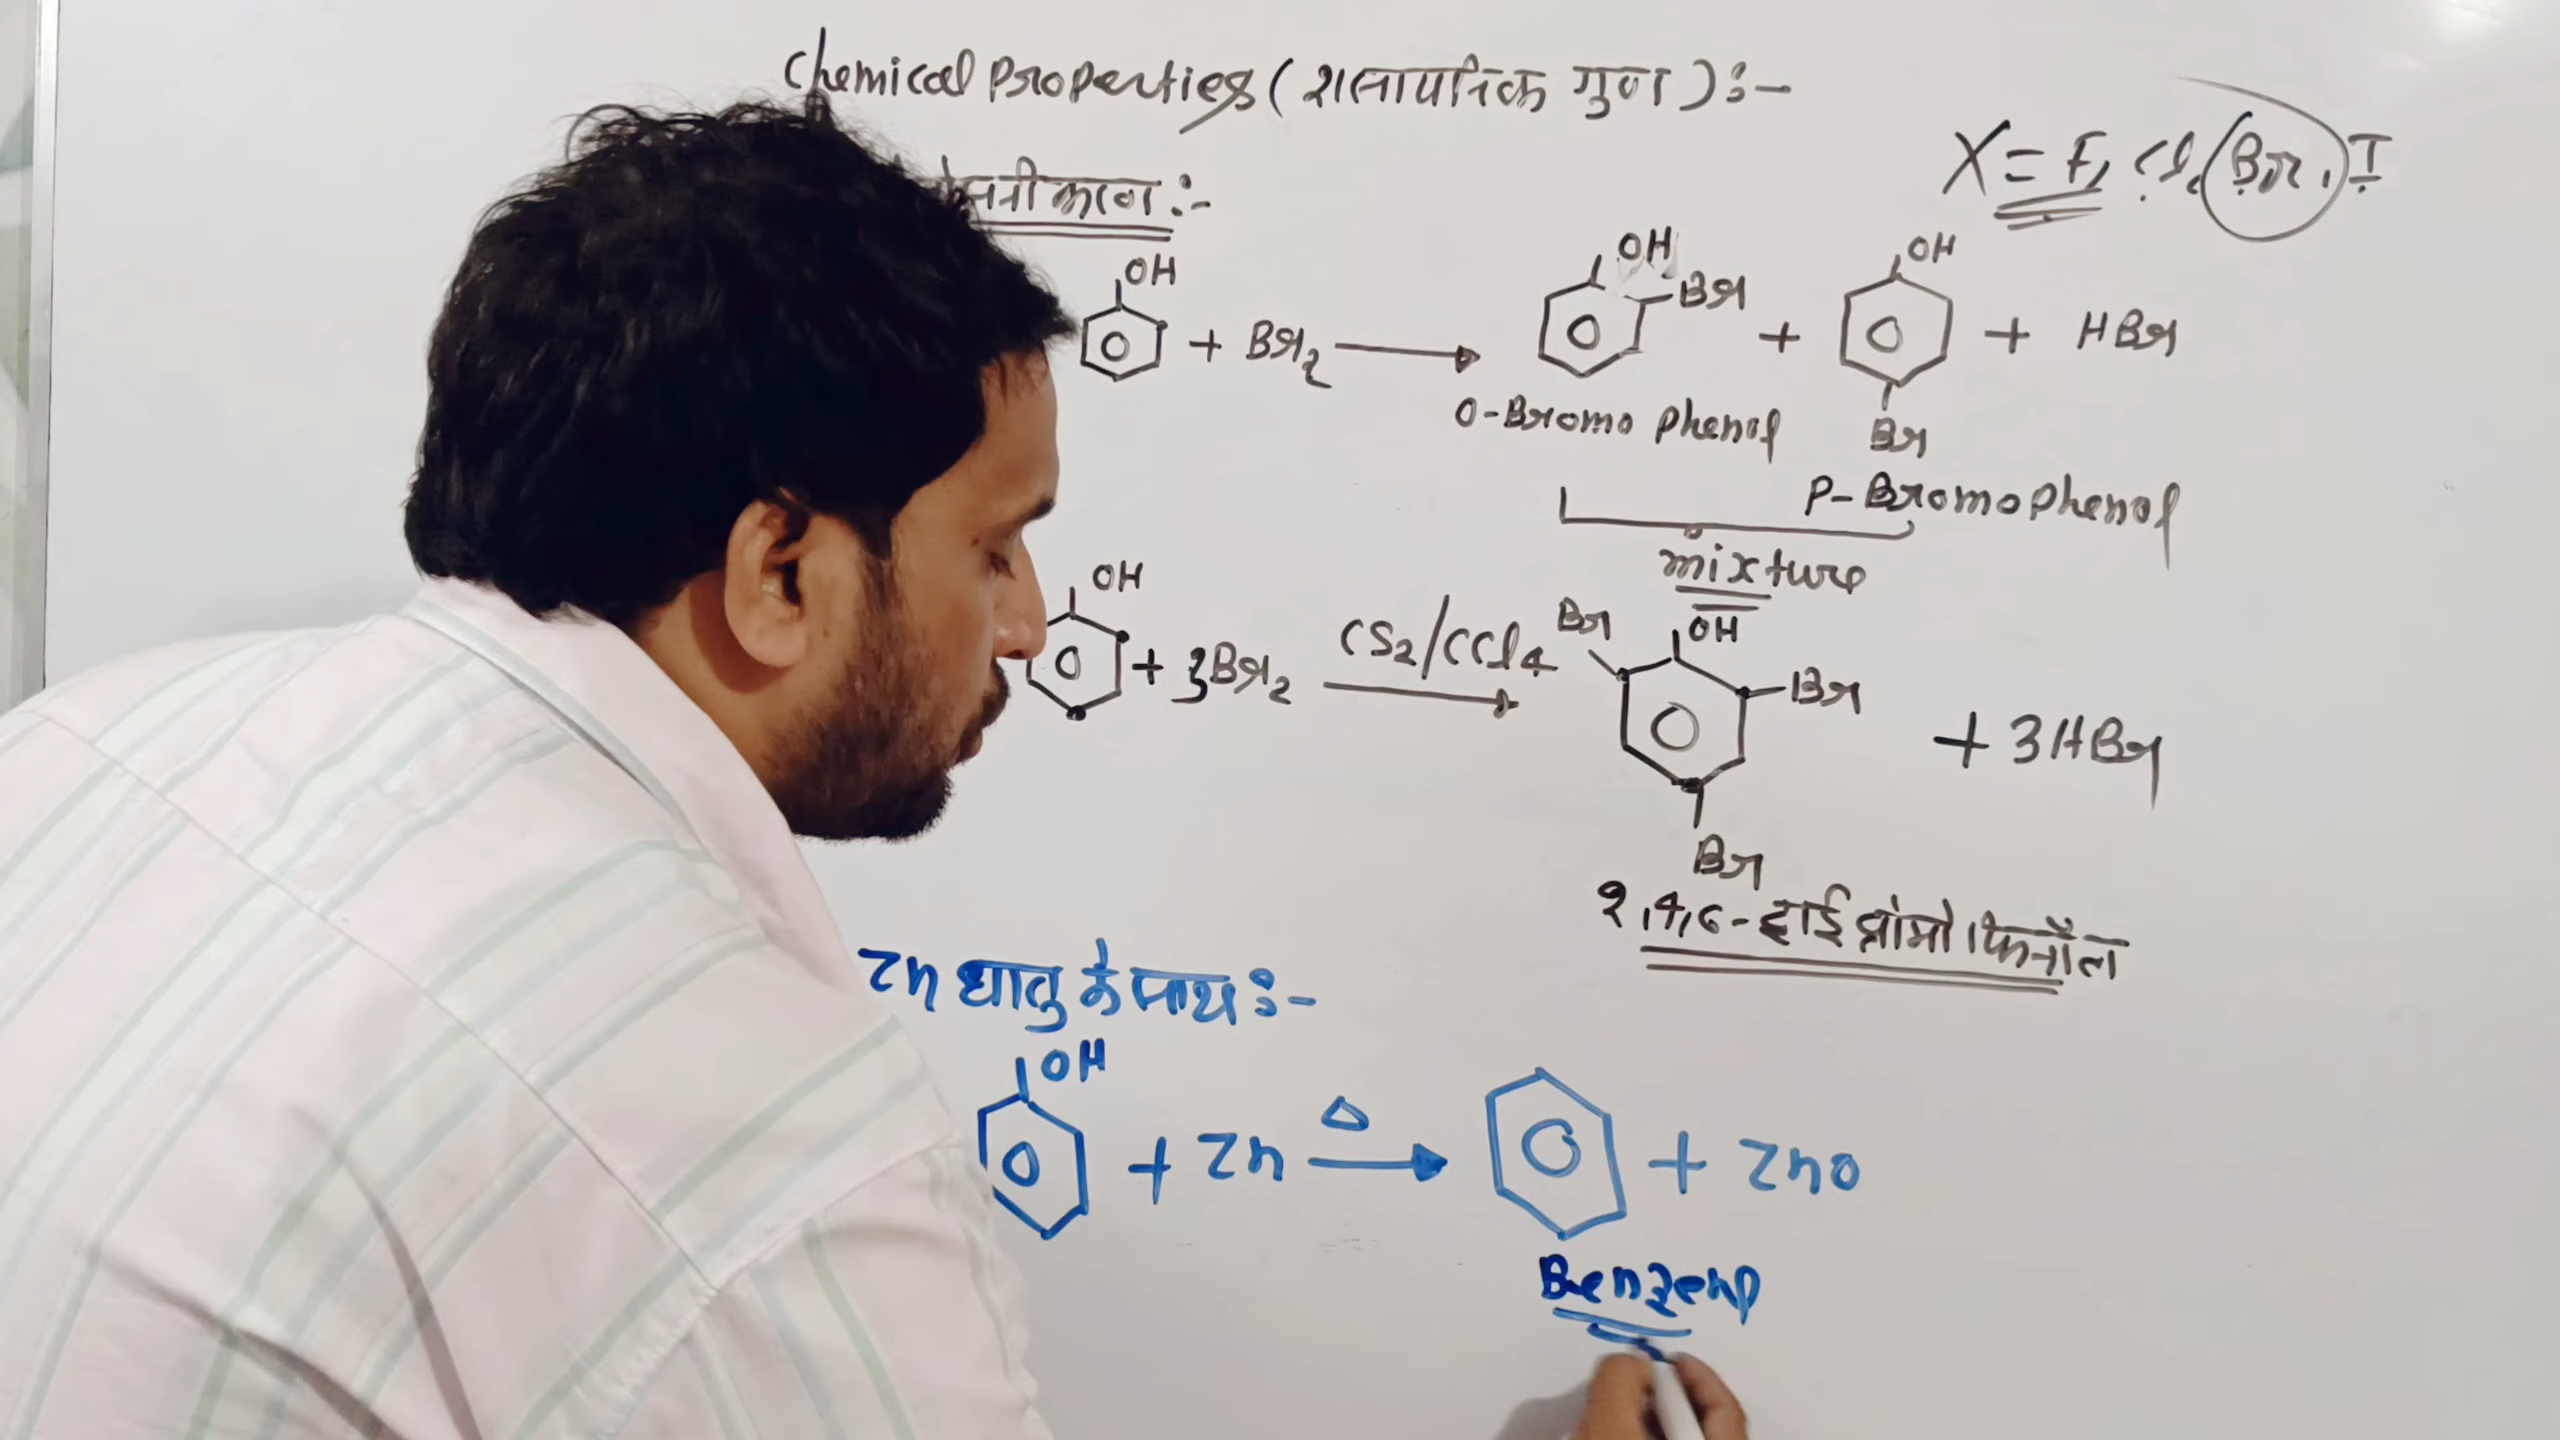 Chemical Properties (रासायनिक गुण) :-
X = F, Cl, Br, I
OH
+ Br2 → OH Br + OH Br + HBr
O-Bromo Phenol
P-Bromophenol
mixture
OH
+ 3Br2 CS2/CCl4 → Br OH Br Br + 3HBr
2,4,6-ट्राई ब्रोमो फिनॉल
Zn धातु के साथ :-
OH
+ Zn Δ → + ZnO
Benzene